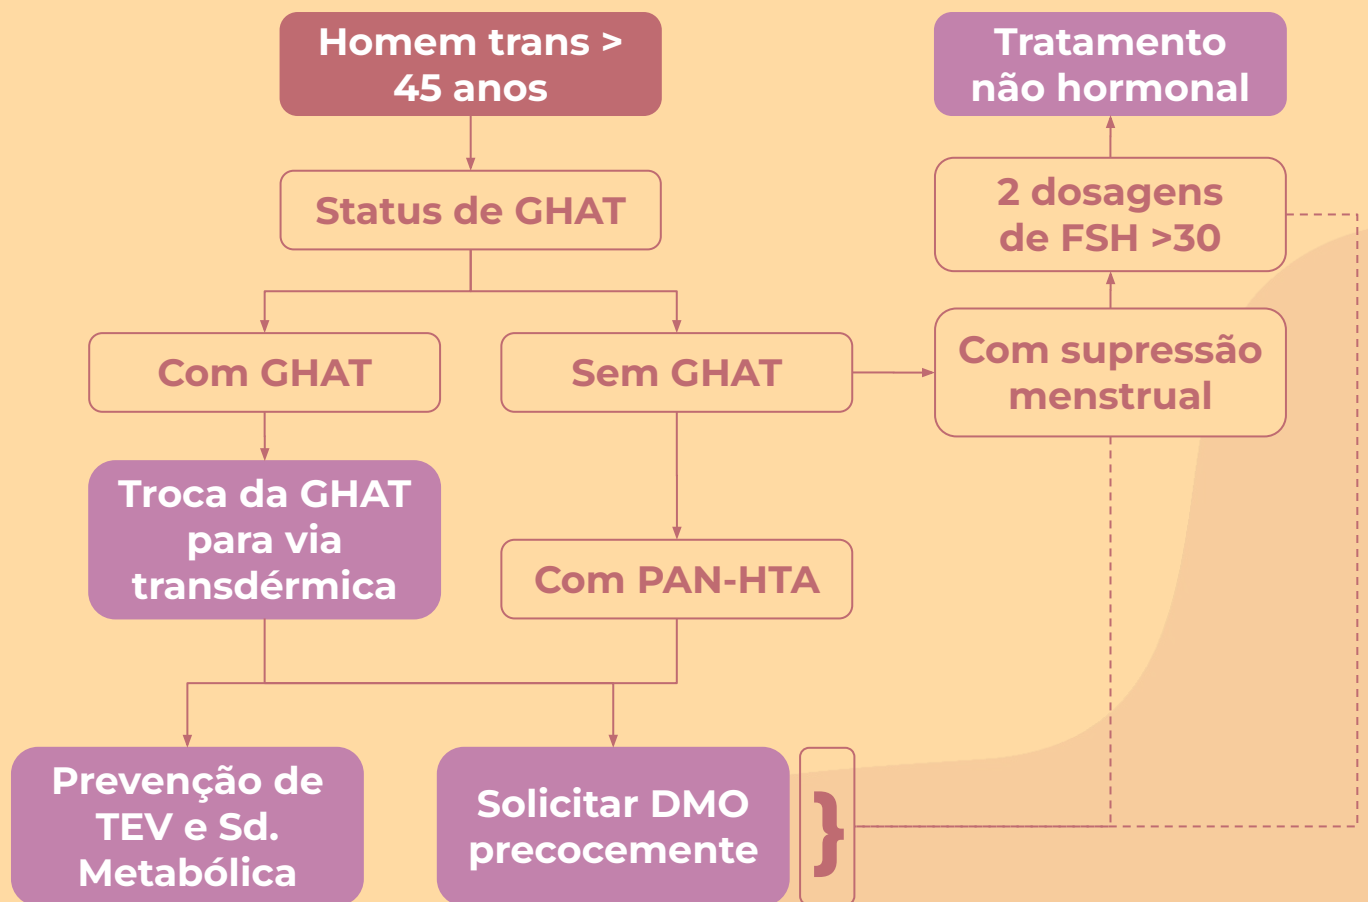 Homem trans >
45 anos
Tratamento
não hormonal
Status de GHAT
2 dosagens
de FSH >30
Com GHAT
Sem GHAT
Com supressão
menstrual
Troca da GHAT
para via
transdérmica
Com PAN-HTA
Prevenção de
TEV e Sd.
Metabólica
Solicitar DMO
precocemente
}